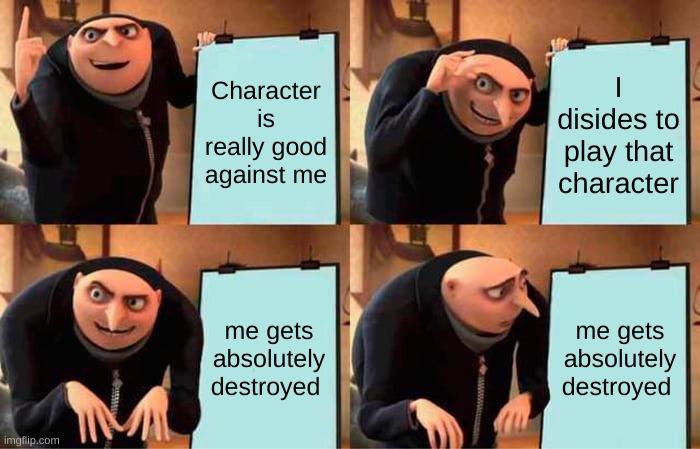 Character
is
really good
against me
I
disides to
play that
character
me gets
absolutely
destroyed
me gets
absolutely
destroyed
imgflip.com